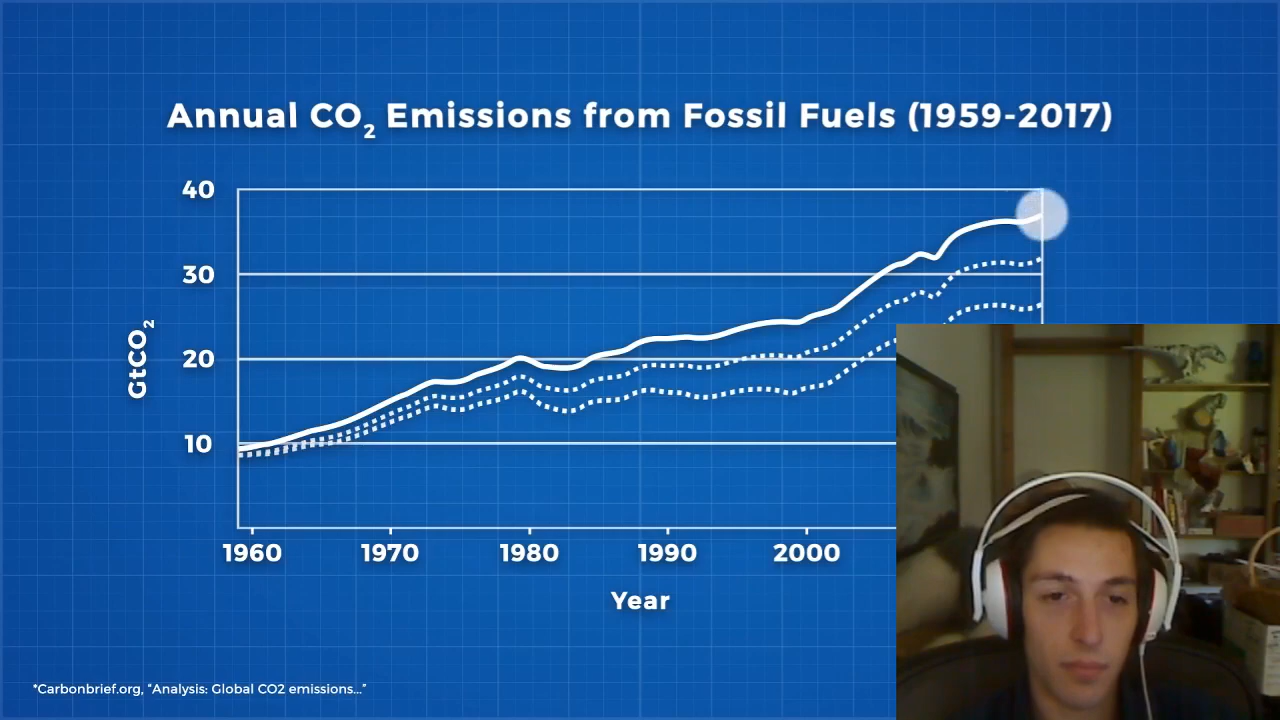 Annual CO₂ Emissions from Fossil Fuels (1959-2017)
40
30
20
10
GtCO₂
1960 1970 1980 1990 2000
Year
*Carbonbrief.org, “Analysis: Global CO2 emissions...”